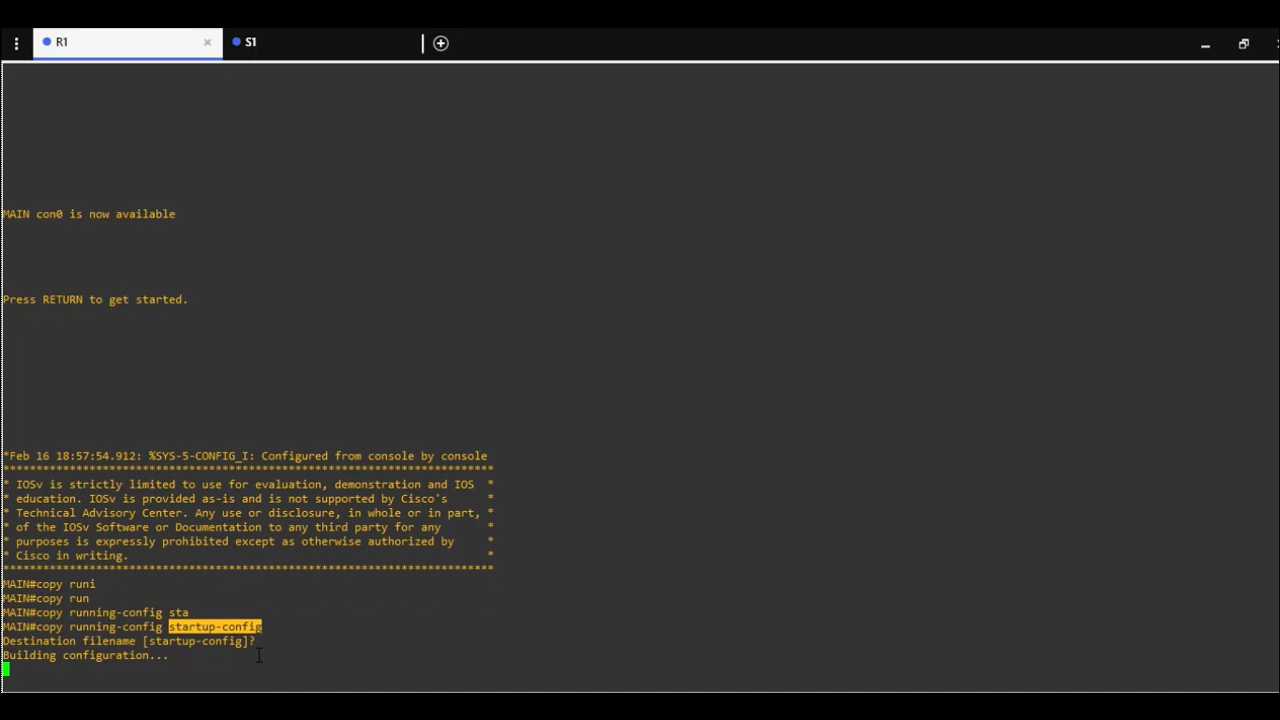 R1
S1
MAIN con0 is now available
Press RETURN to get started.
*Feb 16 18:57:54.912: %SYS-5-CONFIG_I: Configured from console by console
**************************************************************************
* IOSv is strictly limited to use for evaluation, demonstration and IOS  *
* education. IOSv is provided as-is and is not supported by Cisco's      *
* Technical Advisory Center. Any use or disclosure, in whole or in part, *
* of the IOSv Software or Documentation to any third party for any       *
* purposes is expressly prohibited except as otherwise authorized by     *
* Cisco in writing.                                                      *
**************************************************************************
MAIN#copy runi
MAIN#copy run
MAIN#copy running-config sta
MAIN#copy running-config startup-config
Destination filename [startup-config]?
Building configuration...